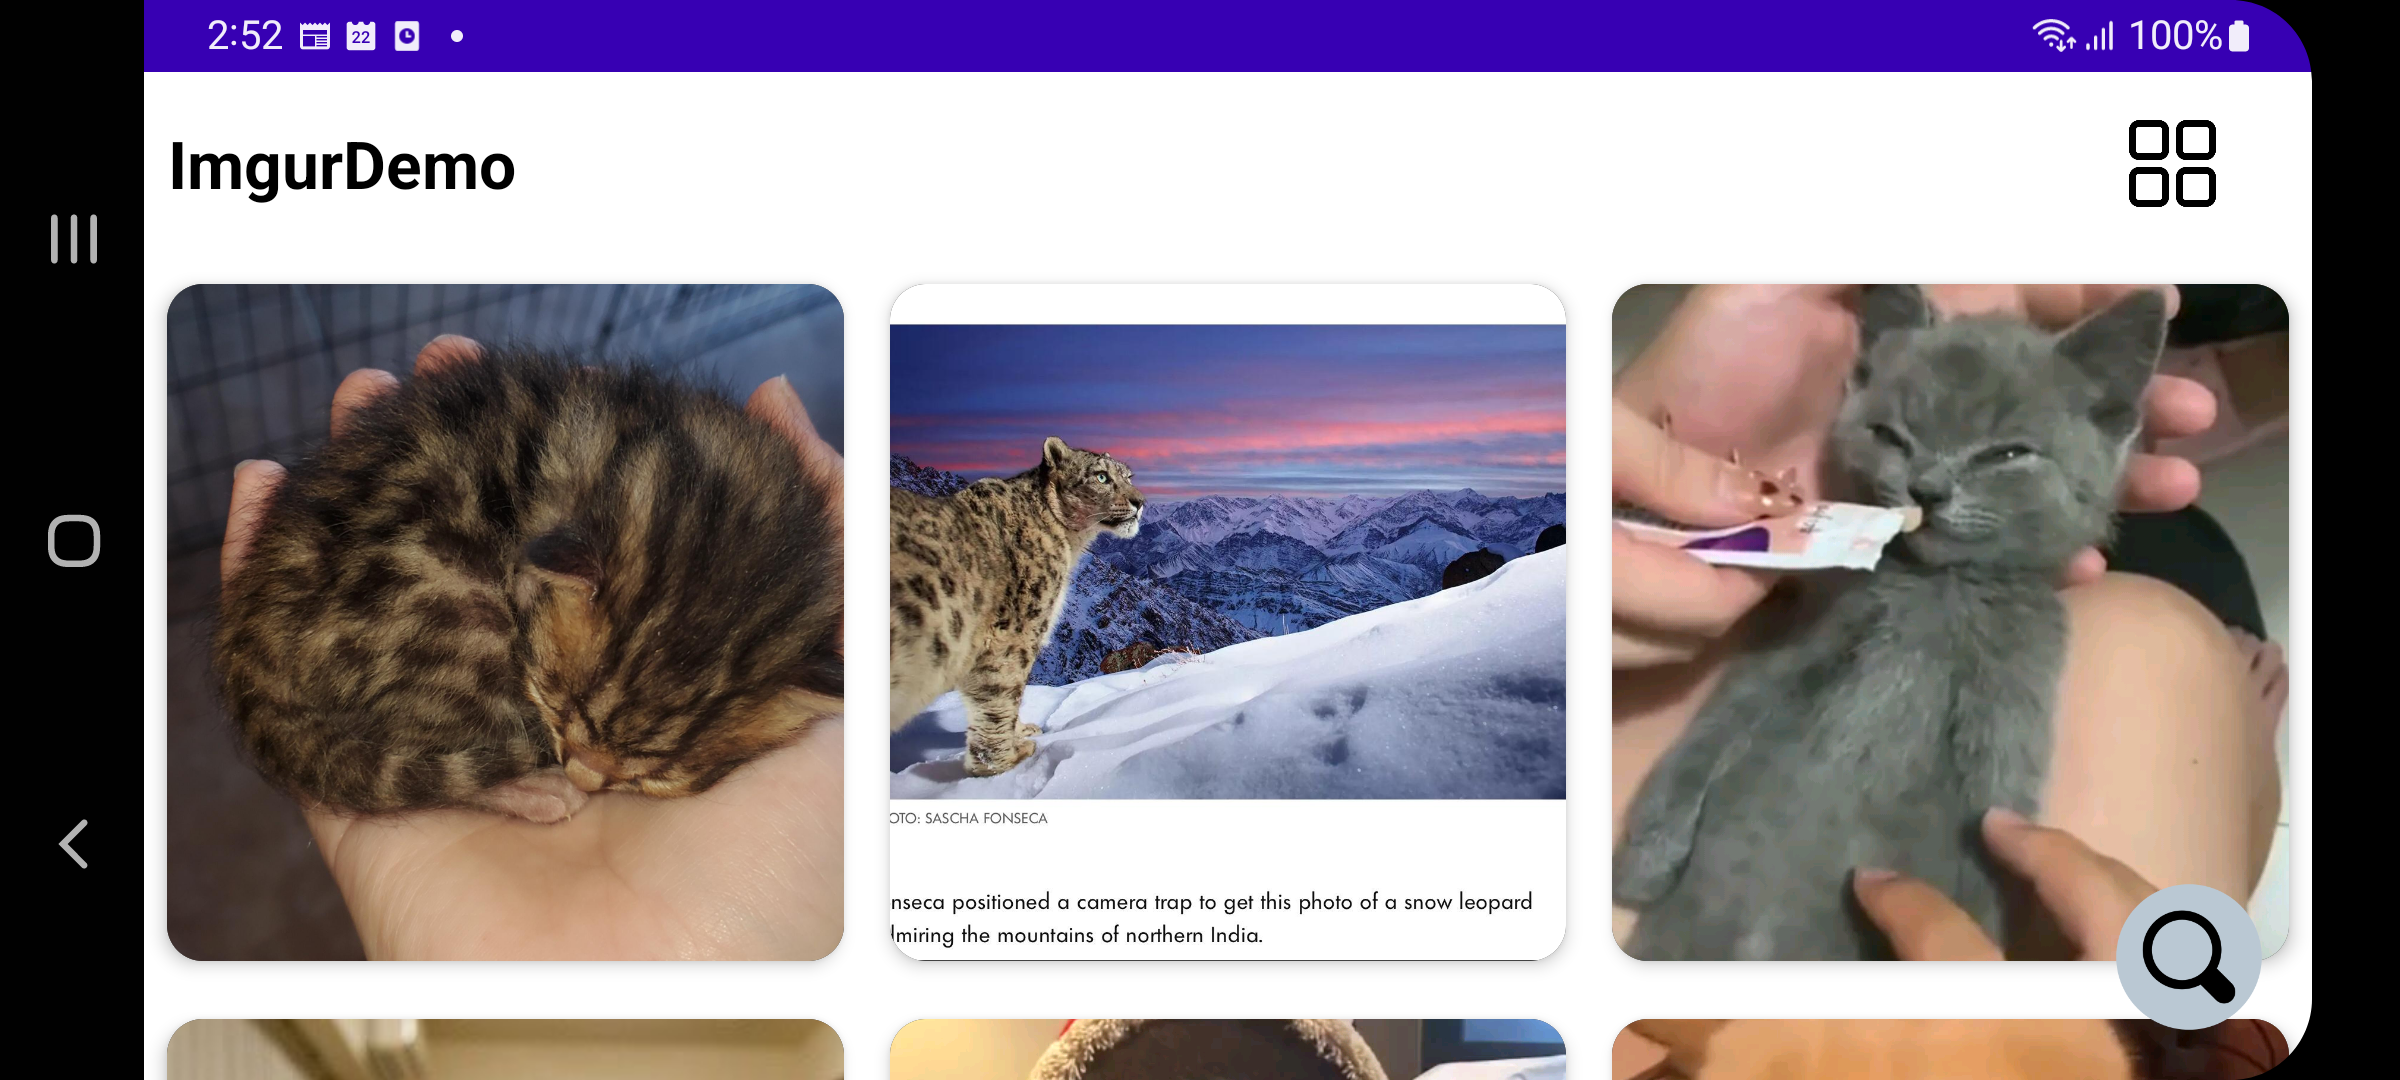 2:52 22 100%
ImgurDemo
OTO: SASCHA FONSECA
nseca positioned a camera trap to get this photo of a snow leopard
dmiring the mountains of northern India.